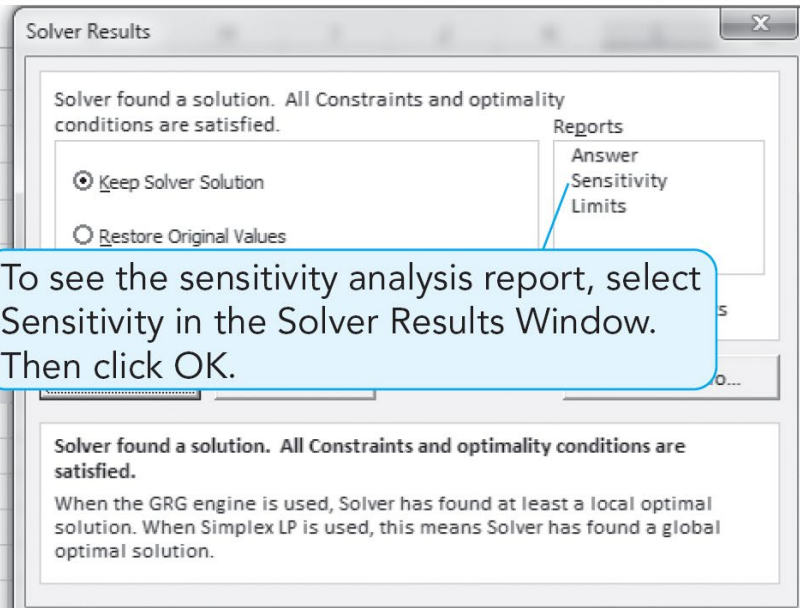 Solver Results
Solver found a solution. All Constraints and optimality
conditions are satisfied.
Reports
Keep Solver Solution
Restore Original Values
Answer
Sensitivity
Limits
To see the sensitivity analysis report, select
Sensitivity in the Solver Results Window.
Then click OK.
Solver found a solution. All Constraints and optimality conditions are
satisfied.
When the GRG engine is used, Solver has found at least a local optimal
solution. When Simplex LP is used, this means Solver has found a global
optimal solution.